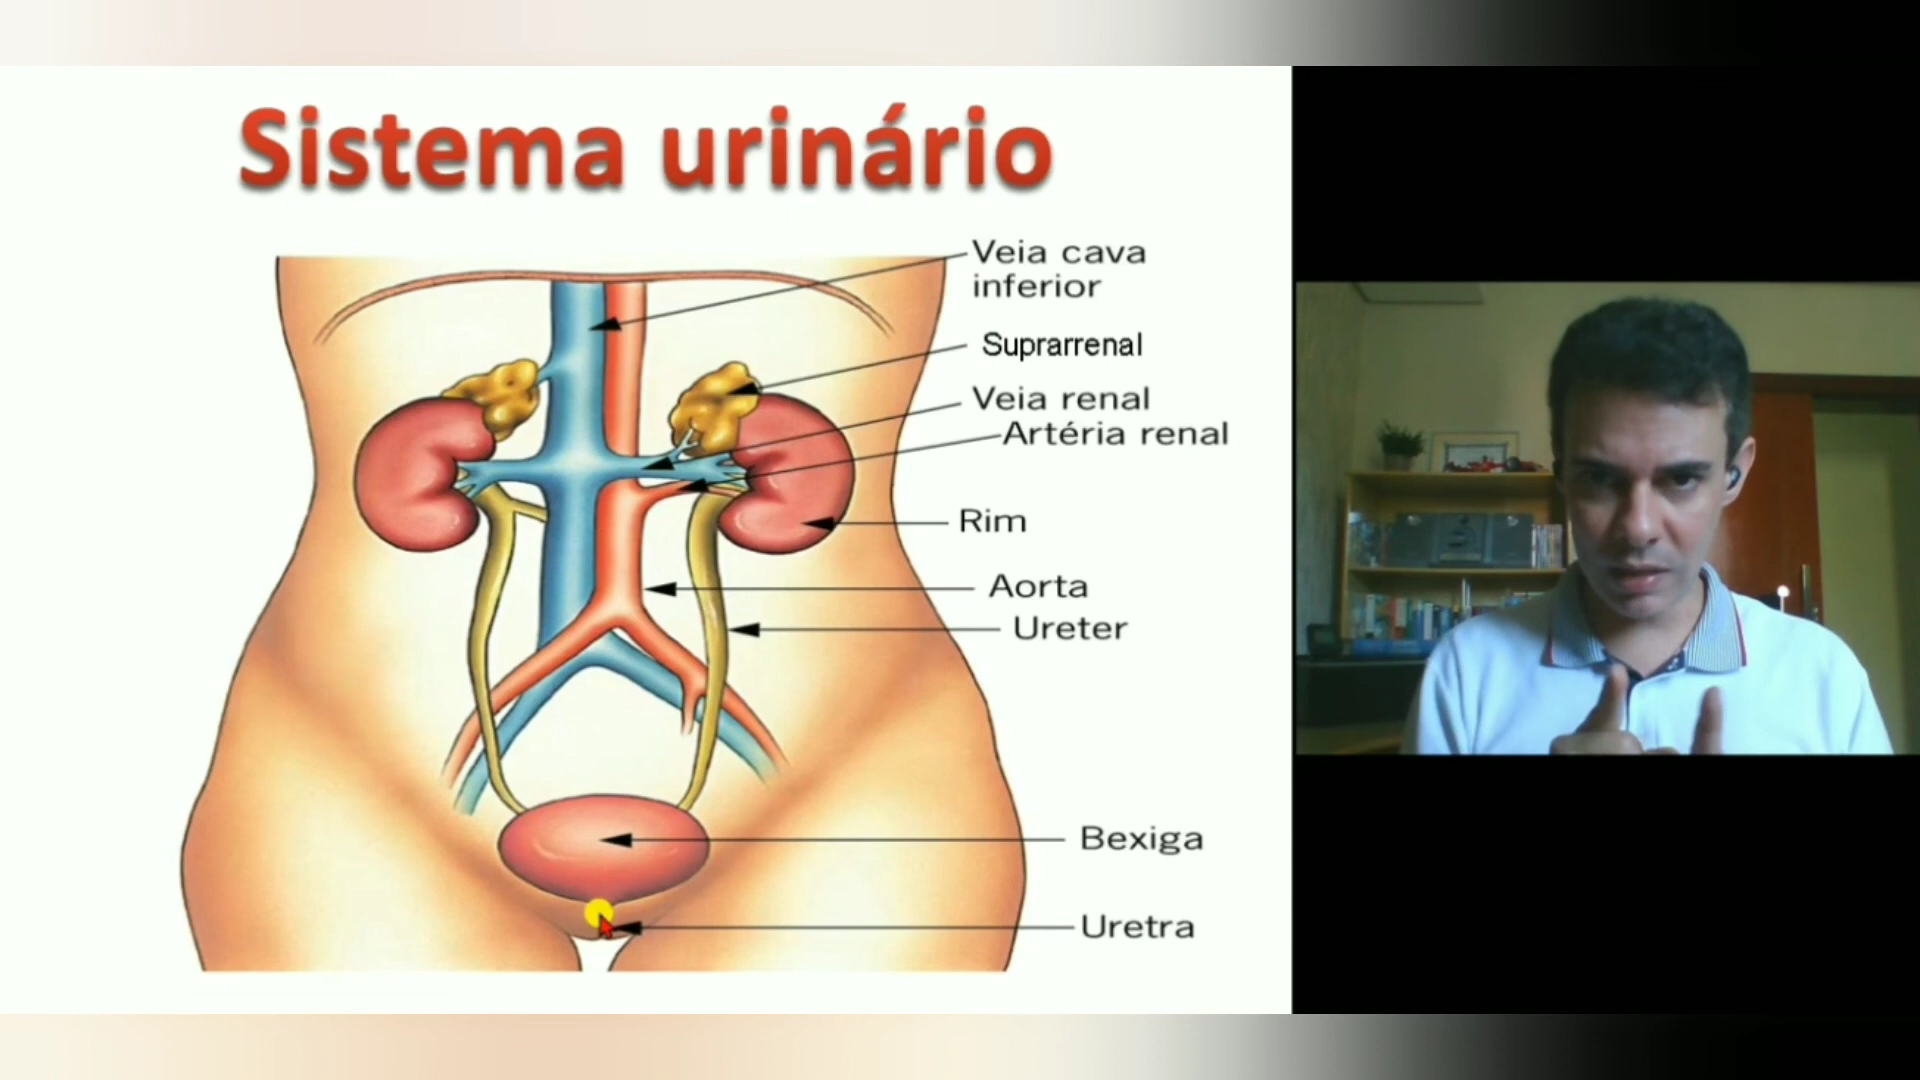 Sistema urinário
Veia cava
inferior
Suprarrenal
Veia renal
Artéria renal
Rim
Aorta
Ureter
Bexiga
Uretra